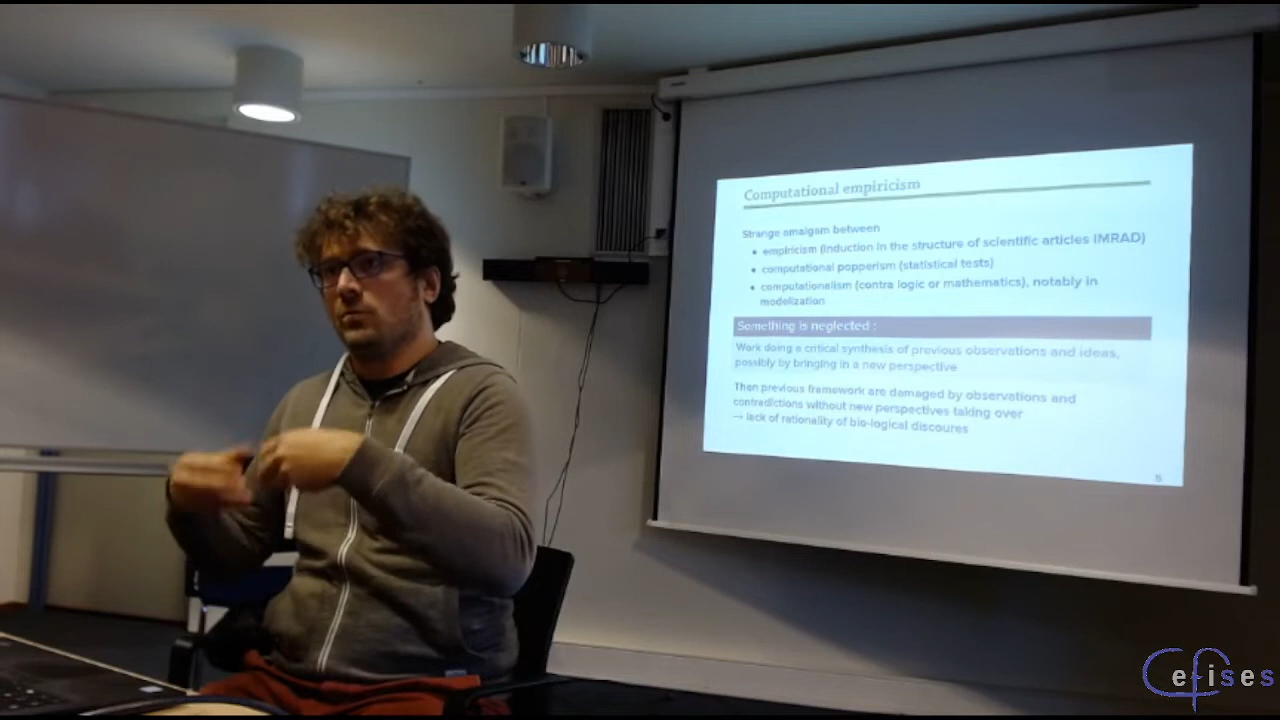 Computational empiricism
Strange amalgam between
• empiricism (induction in the structure of scientific articles IMRAD)
• computational popperism (statistical tests)
• computationalism (contra logic or mathematics), notably in
modelization
Something is neglected :
Work doing a critical synthesis of previous observations and ideas,
possibly by bringing in a new perspective
Then previous framework are damaged by observations and
contradictions without new perspectives taking over
→ lack of rationality of bio-logical discoures
5
Cefises